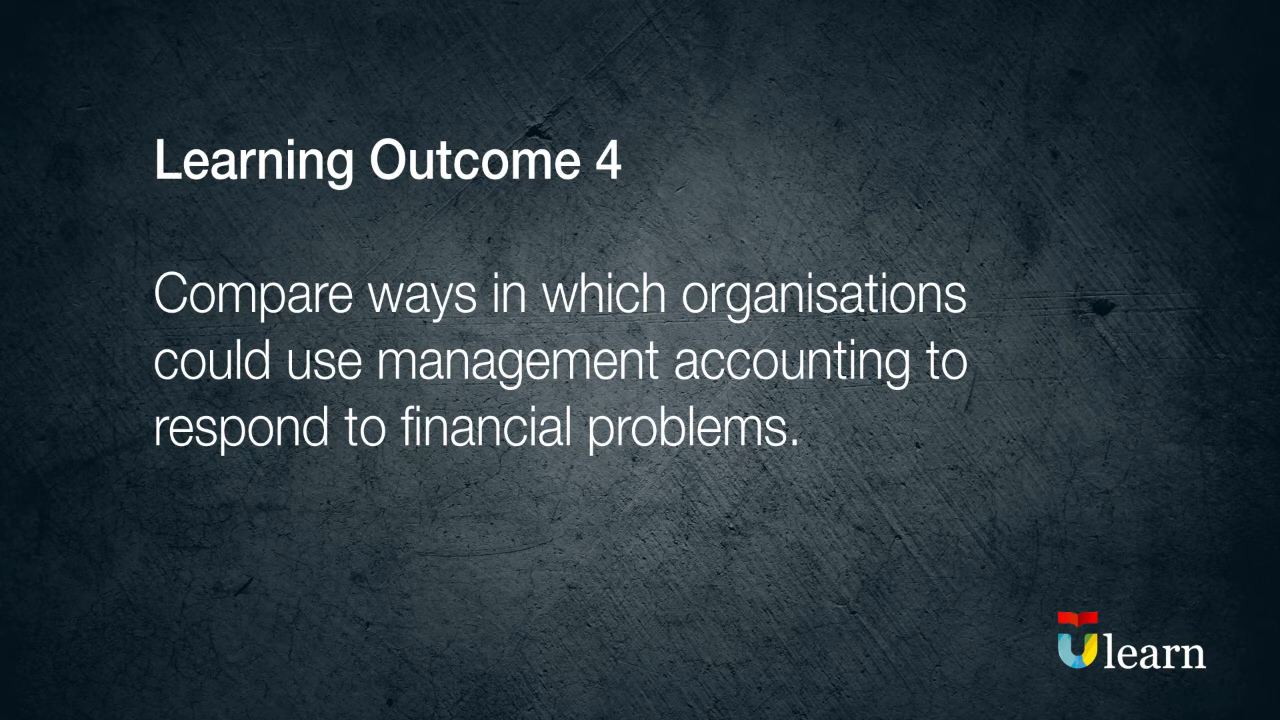 Learning Outcome 4
Compare ways in which organisations
could use management accounting to
respond to financial problems.
U learn